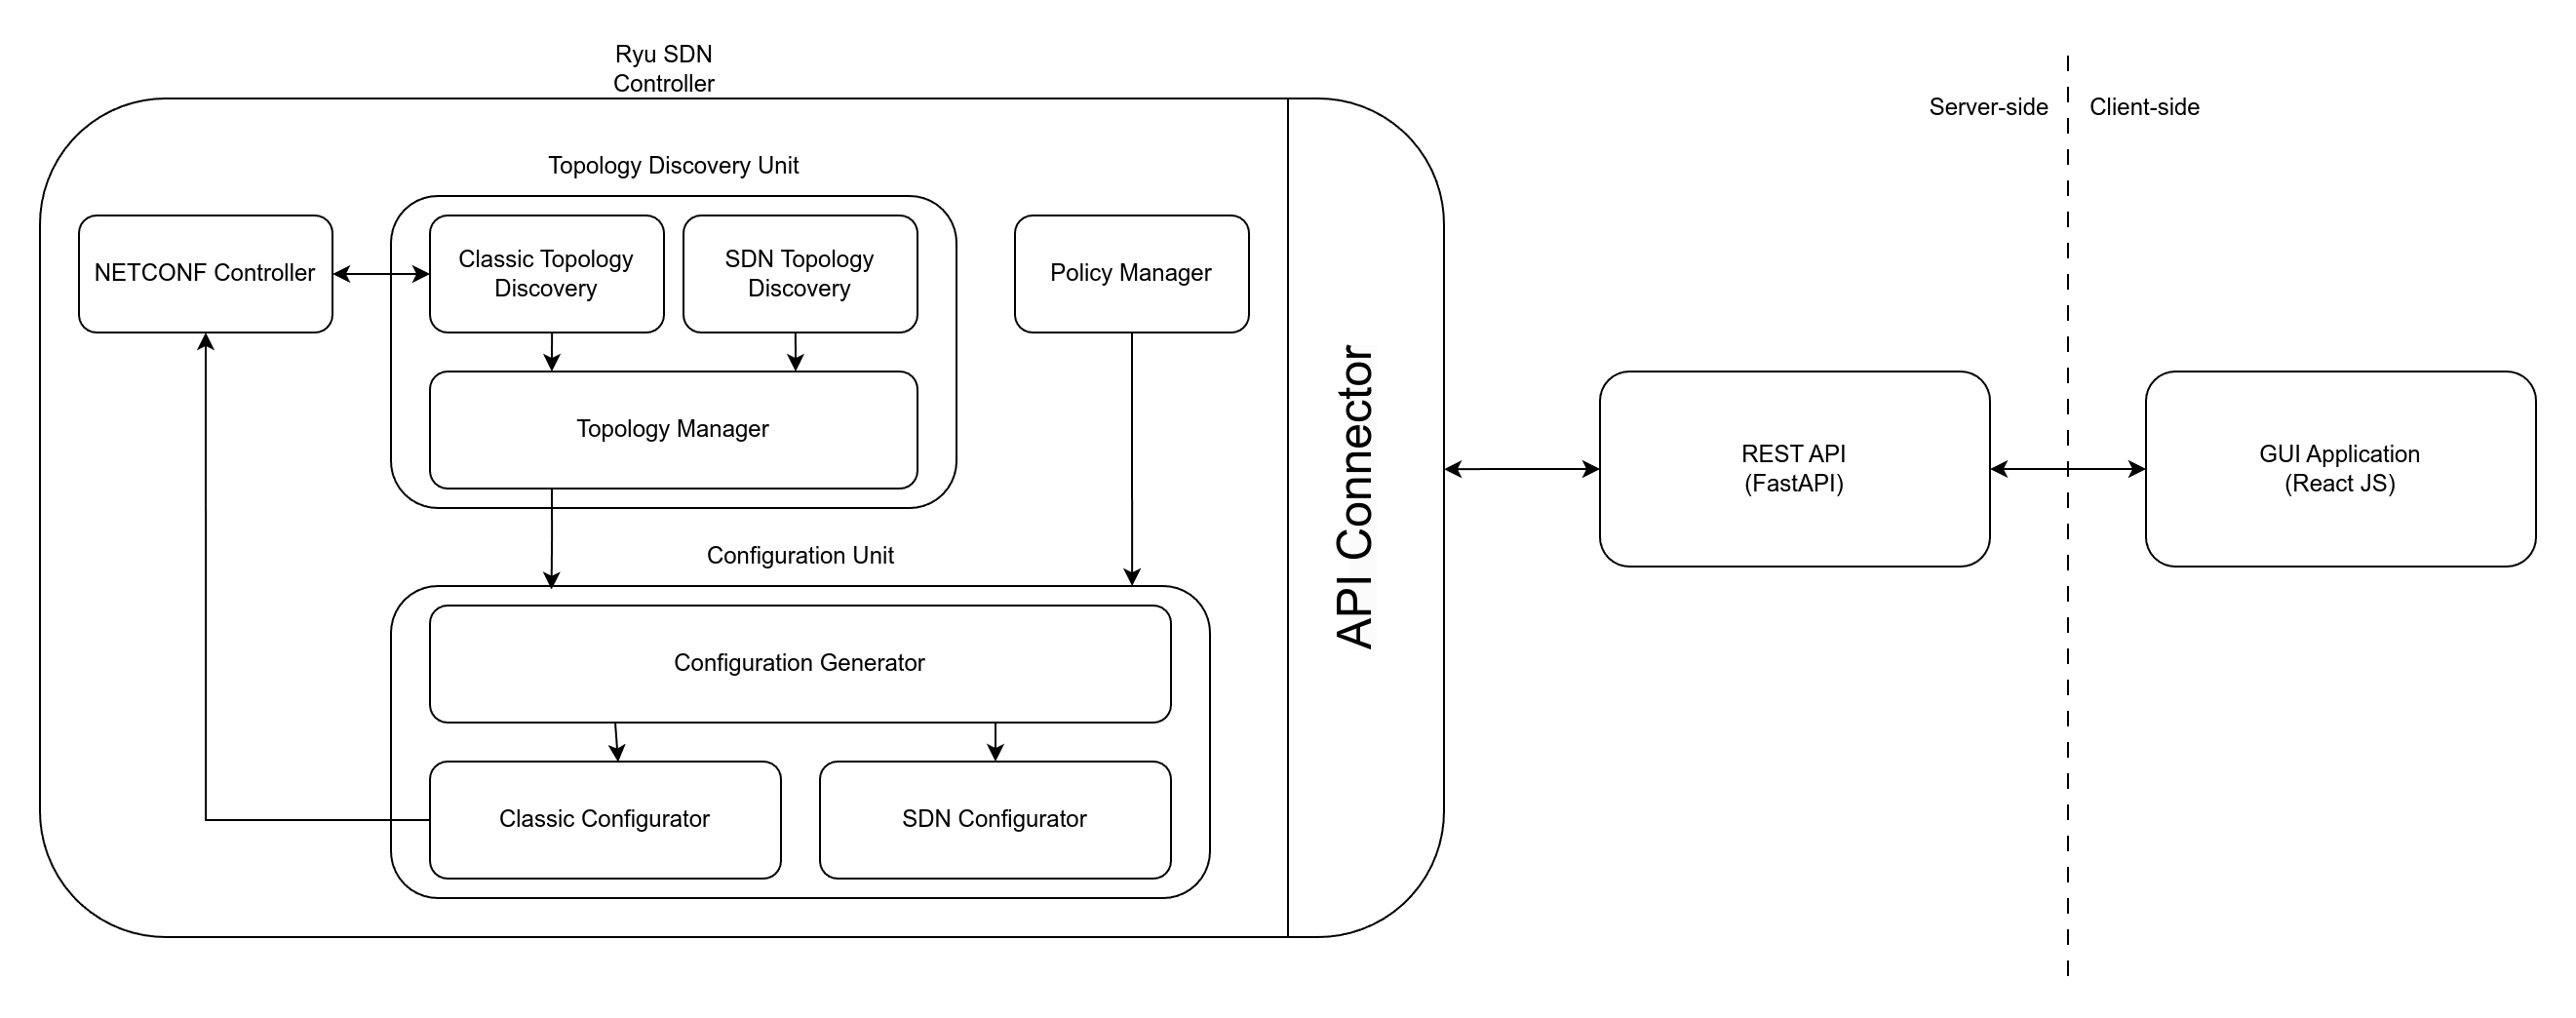 Ryu SDN
Controller
Server-side
Client-side
Topology Discovery Unit
NETCONF Controller
Classic Topology
Discovery
SDN Topology
Discovery
Policy Manager
Topology Manager
API Connector
REST API
(FastAPI)
GUI Application
(React JS)
Configuration Unit
Configuration Generator
Classic Configurator
SDN Configurator